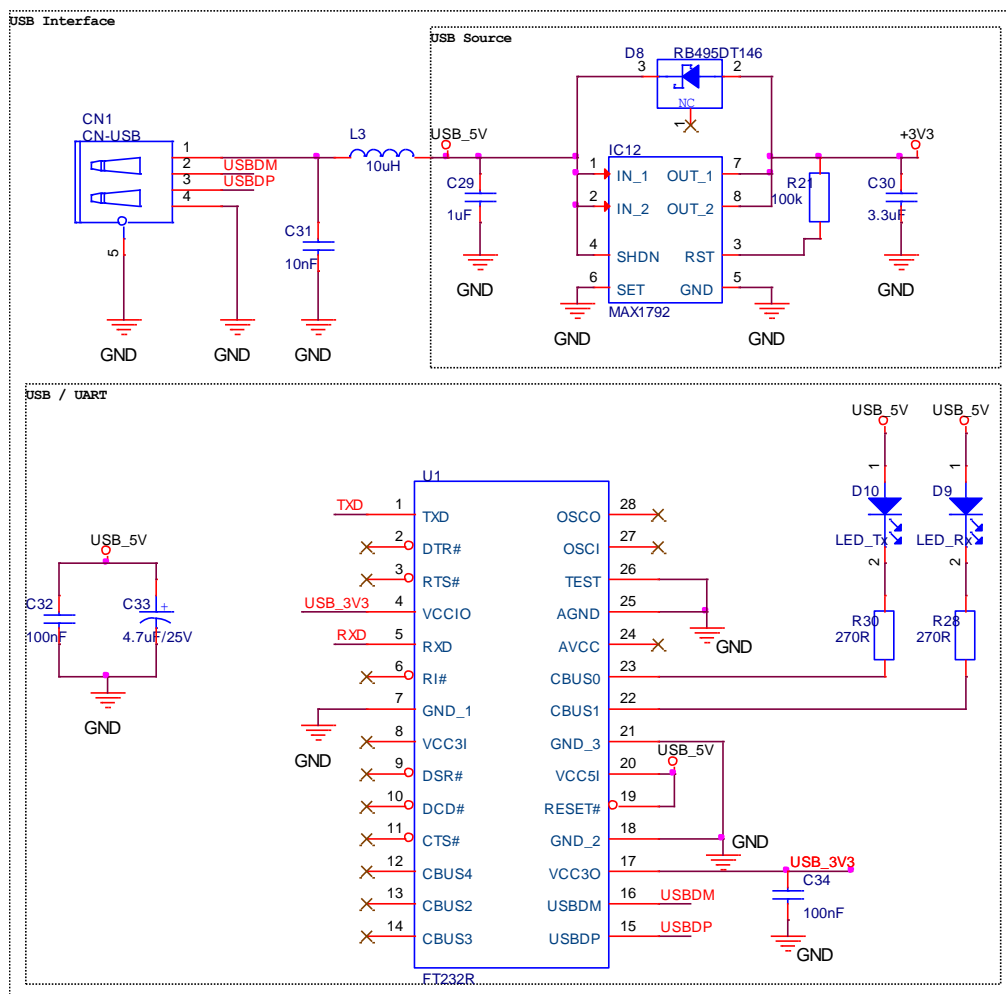 USB Interface
USB Source
D8 RB495DT146
3 2
NC
1
CN1
CN-USB
1
2 USBDM
3 USBDP
4
5
L3
10uH
USB_5V
+3V3
C31
10nF
C29
1uF
IC12
1 IN_1 OUT_1 7
2 IN_2 OUT_2 8
4 SHDN RST 3
6 SET GND 5
MAX1792
R21
100k
C30
3.3uF
GND
GND
GND
GND
GND
GND
GND
USB / UART
USB_5V
C32
100nF
C33
+
4.7uF/25V
GND
U1
TXD 1 TXD OSCO 28
2 DTR# OSCI 27
3 RTS# TEST 26
USB_3V3 4 VCCIO AGND 25
RXD 5 RXD AVCC 24
6 RI# CBUS0 23
7 GND_1 CBUS1 22
8 VCC3I GND_3 21
9 DSR# VCC5I 20
10 DCD# RESET# 19
11 CTS# GND_2 18
12 CBUS4 VCC3O 17
13 CBUS2 USBDM 16 USBDM
14 CBUS3 USBDP 15 USBDP
FT232R
GND
GND
USB_5V
GND
USB_3V3
C34
100nF
GND
USB_5V USB_5V
1 1
D10 D9
LED_Tx LED_Rx
2 2
R30 R28
270R 270R